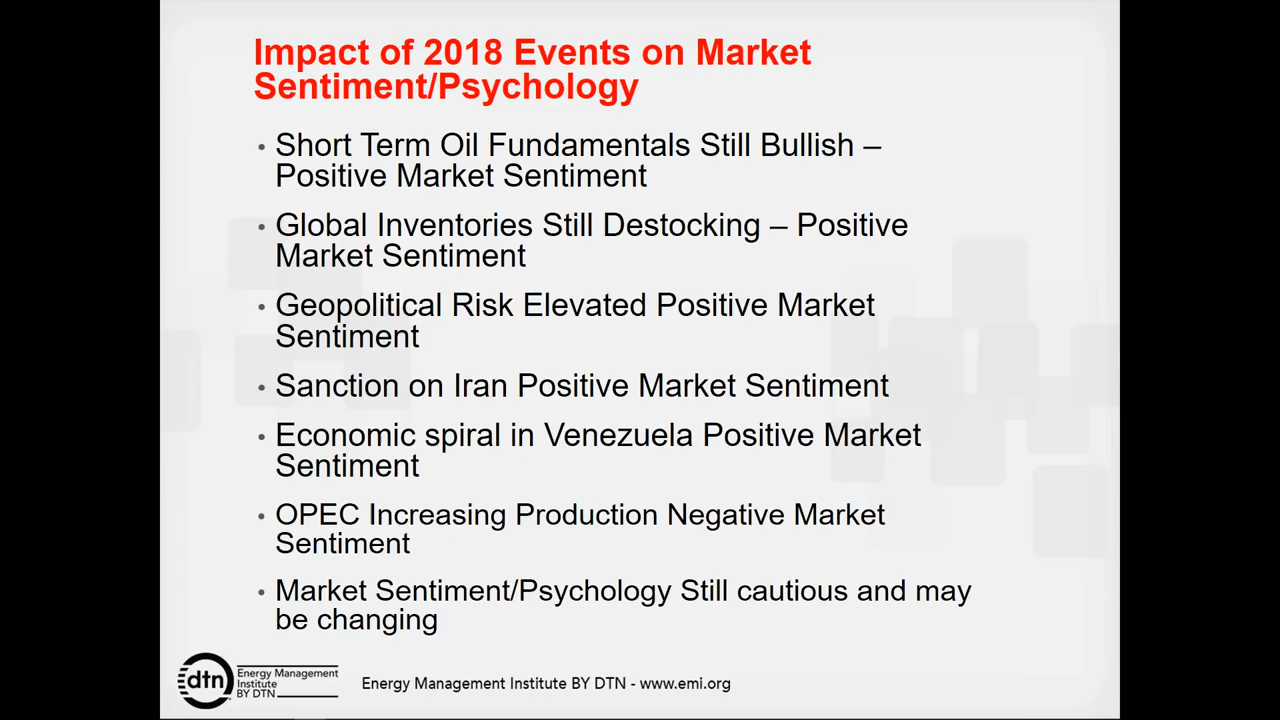 Impact of 2018 Events on Market
Sentiment/Psychology
• Short Term Oil Fundamentals Still Bullish –
Positive Market Sentiment
• Global Inventories Still Destocking – Positive
Market Sentiment
• Geopolitical Risk Elevated Positive Market
Sentiment
• Sanction on Iran Positive Market Sentiment
• Economic spiral in Venezuela Positive Market
Sentiment
• OPEC Increasing Production Negative Market
Sentiment
• Market Sentiment/Psychology Still cautious and may
be changing
dtn
Energy Management
Institute
BY DTN
Energy Management Institute BY DTN - www.emi.org